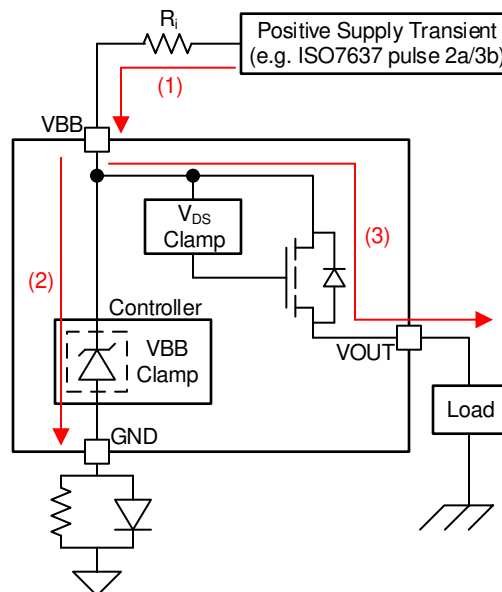 Ri
Positive Supply Transient
(e.g. ISO7637 pulse 2a/3b)
(1)
VBB
VDS
Clamp
(3)
(2)
Controller
VBB
Clamp
VOUT
GND
Load